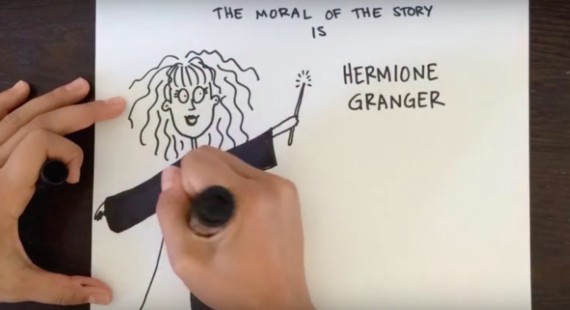 THE MORAL OF THE STORY
IS
HERMIONE
GRANGER